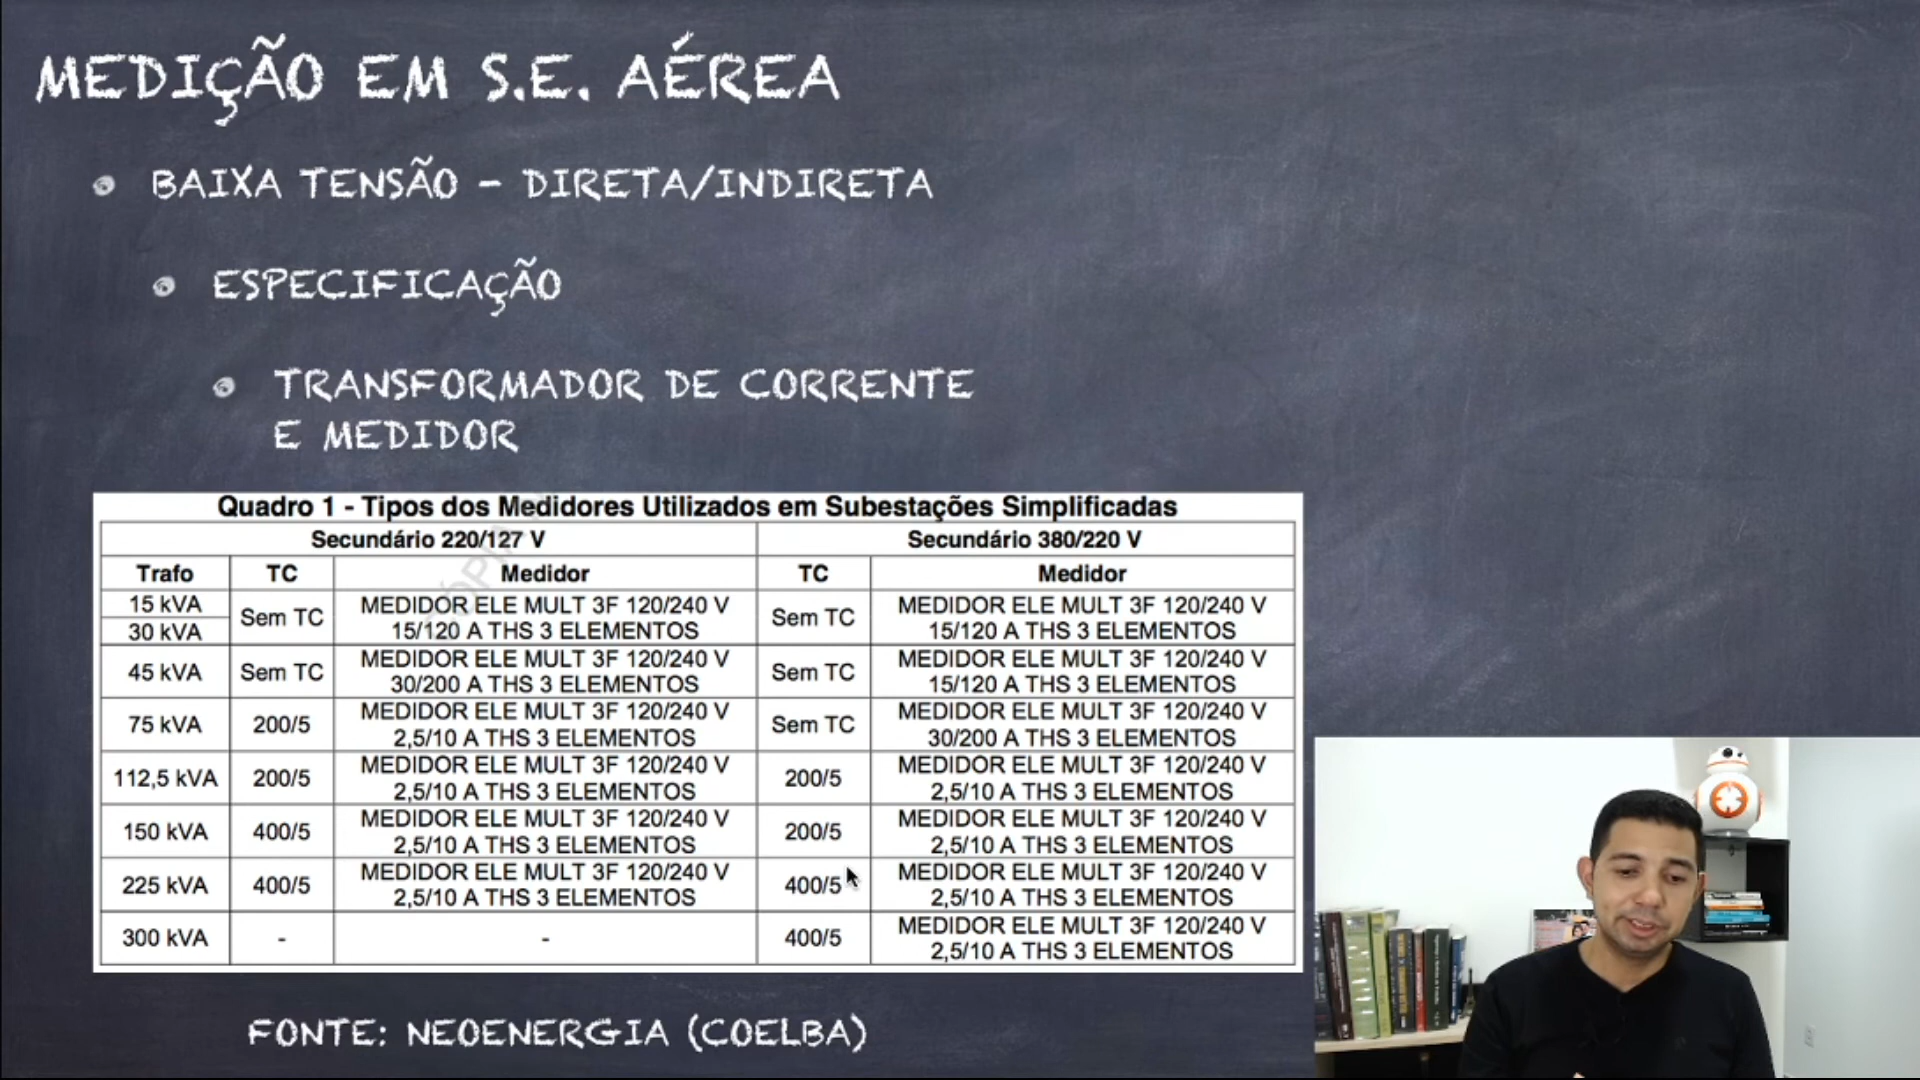 MEDIÇÃO EM S.E. AÉREA
BAIXA TENSÃO - DIRETA/INDIRETA
ESPECIFICAÇÃO
TRANSFORMADOR DE CORRENTE
E MEDIDOR
Quadro 1 - Tipos dos Medidores Utilizados em Subestações Simplificadas
Secundário 220/127 V Secundário 380/220 V
Trafo TC Medidor TC Medidor
15 kVA
30 kVA
Sem TC
MEDIDOR ELE MULT 3F 120/240 V
15/120 A THS 3 ELEMENTOS
Sem TC
MEDIDOR ELE MULT 3F 120/240 V
15/120 A THS 3 ELEMENTOS
45 kVA
Sem TC
MEDIDOR ELE MULT 3F 120/240 V
30/200 A THS 3 ELEMENTOS
Sem TC
MEDIDOR ELE MULT 3F 120/240 V
15/120 A THS 3 ELEMENTOS
75 kVA
200/5
MEDIDOR ELE MULT 3F 120/240 V
2,5/10 A THS 3 ELEMENTOS
Sem TC
MEDIDOR ELE MULT 3F 120/240 V
30/200 A THS 3 ELEMENTOS
112,5 kVA
200/5
MEDIDOR ELE MULT 3F 120/240 V
2,5/10 A THS 3 ELEMENTOS
200/5
MEDIDOR ELE MULT 3F 120/240 V
2,5/10 A THS 3 ELEMENTOS
150 kVA
400/5
MEDIDOR ELE MULT 3F 120/240 V
2,5/10 A THS 3 ELEMENTOS
200/5
MEDIDOR ELE MULT 3F 120/240 V
2,5/10 A THS 3 ELEMENTOS
225 kVA
400/5
MEDIDOR ELE MULT 3F 120/240 V
2,5/10 A THS 3 ELEMENTOS
400/5
MEDIDOR ELE MULT 3F 120/240 V
2,5/10 A THS 3 ELEMENTOS
300 kVA
-
-
400/5
MEDIDOR ELE MULT 3F 120/240 V
2,5/10 A THS 3 ELEMENTOS
FONTE: NEOENERGIA (COELBA)